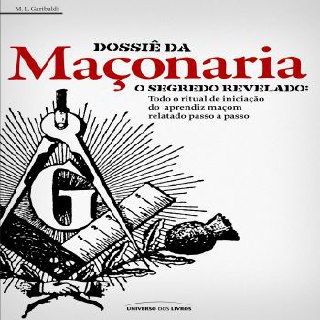 M. L. Garibaldi
DOSSIÊ DA
Maçonaria
O SEGREDO REVELADO:
Todo o ritual de iniciação
do aprendiz maçom
relatado passo a passo
G
UNIVERSO DOS LIVROS